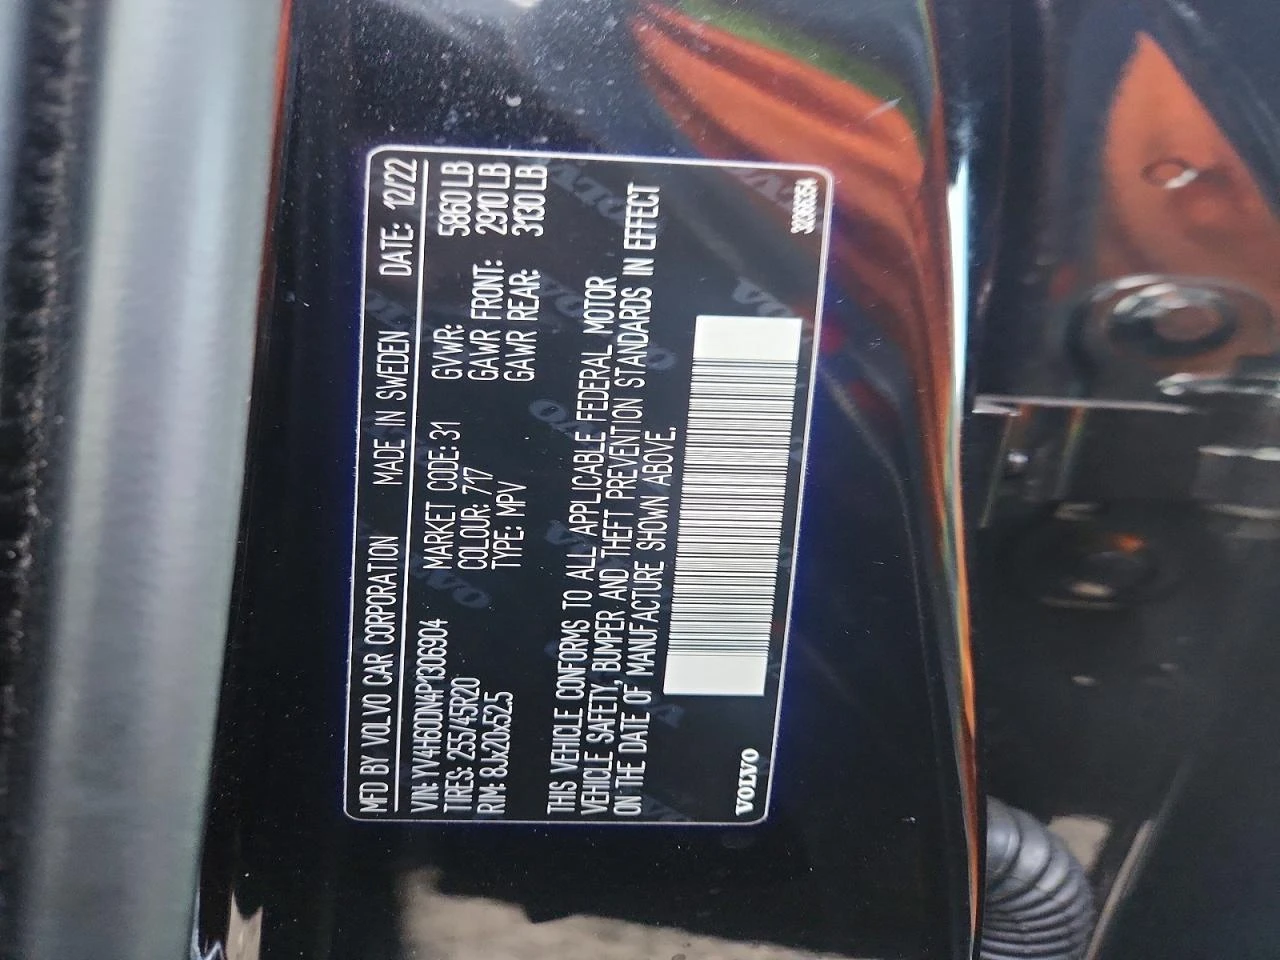 MFD BY VOLVO CAR CORPORATION MADE IN SWEDEN DATE: 12/22
VIN: YV4H60DN4P1306904 MARKET CODE: 31 GVWR: 5860 LB
TIRES: 255/45R20 COLOUR: 717 GAWR FRONT: 2910 LB
RIM: 8Jx20x52.5 TYPE: MPV GAWR REAR: 3130 LB
THIS VEHICLE CONFORMS TO ALL APPLICABLE FEDERAL MOTOR
VEHICLE SAFETY, BUMPER AND THEFT PREVENTION STANDARDS IN EFFECT
ON THE DATE OF MANUFACTURE SHOWN ABOVE.
VOLVO 32366354